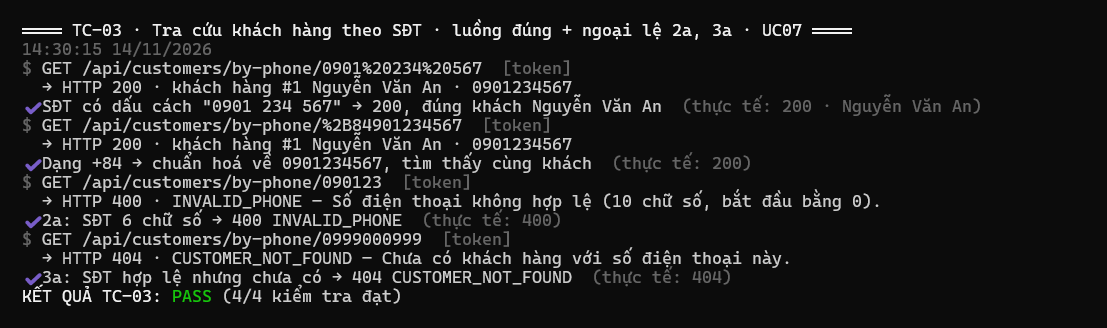 ════ TC-03 · Tra cứu khách hàng theo SĐT · luồng đúng + ngoại lệ 2a, 3a · UC07 ════
14:30:15 14/11/2026
$ GET /api/customers/by-phone/0901%20234%20567 [token]
→ HTTP 200 · khách hàng #1 Nguyễn Văn An · 0901234567
✔ SĐT có dấu cách "0901 234 567" → 200, đúng khách Nguyễn Văn An (thực tế: 200 · Nguyễn Văn An)
$ GET /api/customers/by-phone/%2B84901234567 [token]
→ HTTP 200 · khách hàng #1 Nguyễn Văn An · 0901234567
✔ Dạng +84 → chuẩn hoá về 0901234567, tìm thấy cùng khách (thực tế: 200)
$ GET /api/customers/by-phone/090123 [token]
→ HTTP 400 · INVALID_PHONE — Số điện thoại không hợp lệ (10 chữ số, bắt đầu bằng 0).
✔ 2a: SĐT 6 chữ số → 400 INVALID_PHONE (thực tế: 400)
$ GET /api/customers/by-phone/0999000999 [token]
→ HTTP 404 · CUSTOMER_NOT_FOUND — Chưa có khách hàng với số điện thoại này.
✔ 3a: SĐT hợp lệ nhưng chưa có → 404 CUSTOMER_NOT_FOUND (thực tế: 404)
KẾT QUẢ TC-03: PASS (4/4 kiểm tra đạt)